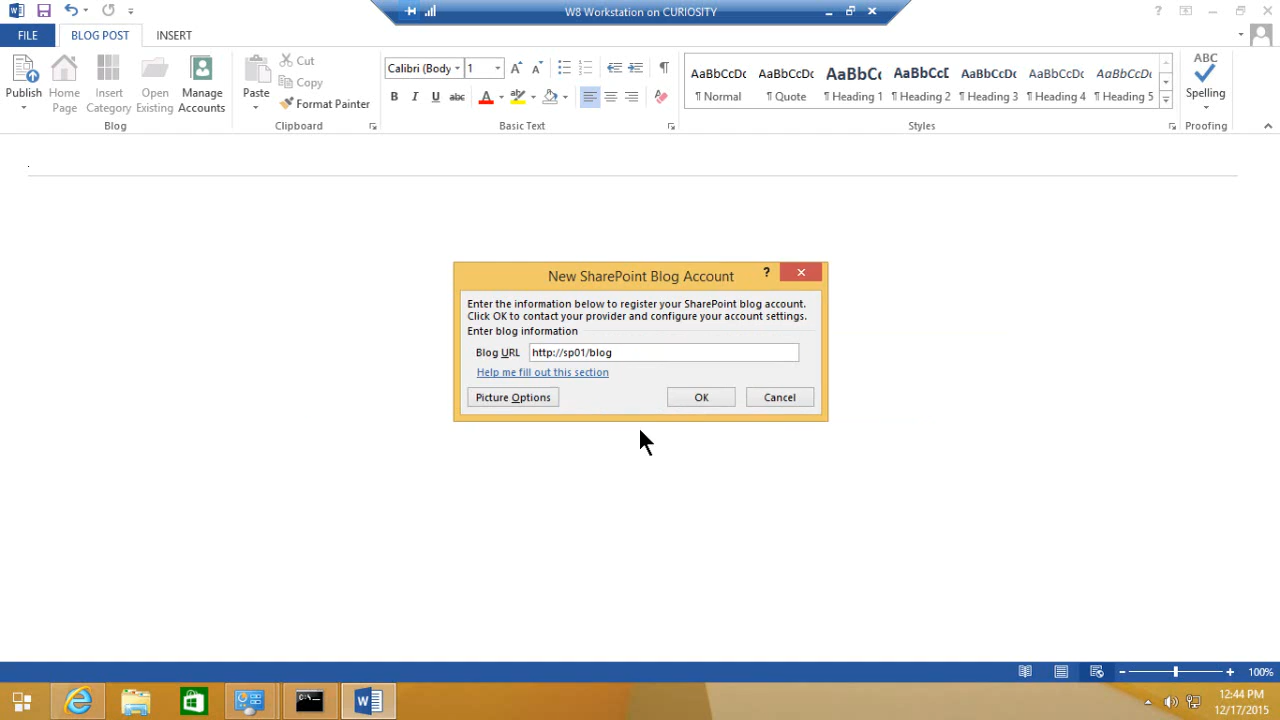 W8 Workstation on CURIOSITY
FILE
BLOG POST
INSERT
Publish
Home Page
Insert Category
Open Existing
Manage Accounts
Blog
Paste
Cut
Copy
Format Painter
Clipboard
Calibri (Body
1
Basic Text
AaBbCcDc
¶ Normal
AaBbCcDc
¶ Quote
AaBbCc
¶ Heading 1
AaBbCcD
¶ Heading 2
AaBbCcDc
¶ Heading 3
AaBbCcDc
¶ Heading 4
AaBbCcDc
¶ Heading 5
Styles
ABC
Spelling
Proofing
New SharePoint Blog Account
Enter the information below to register your SharePoint blog account.
Click OK to contact your provider and configure your account settings.
Enter blog information
Blog URL http://sp01/blog
Help me fill out this section
Picture Options
OK
Cancel
100%
12:44 PM
12/17/2015